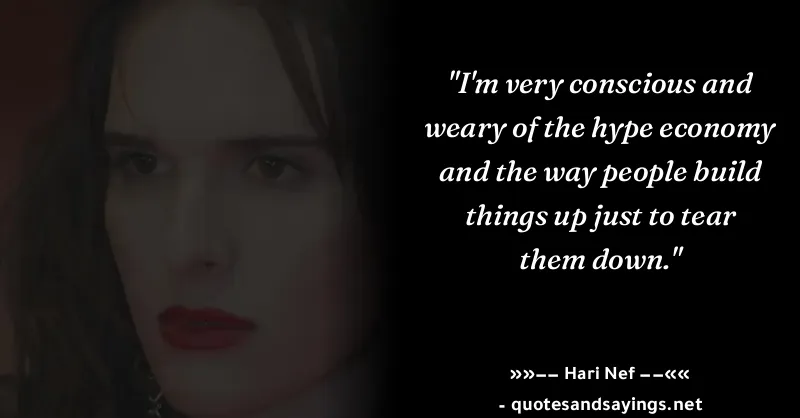 "I'm very conscious and
weary of the hype economy
and the way people build
things up just to tear
them down."
»»–– Hari Nef ––««
- quotesandsayings.net